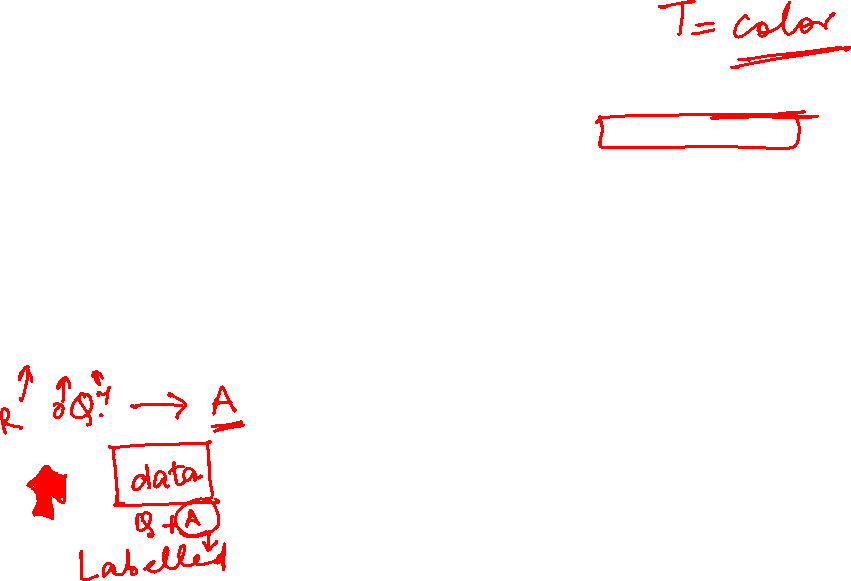 T = color
R Q? → A
data
Q + A
Labelled